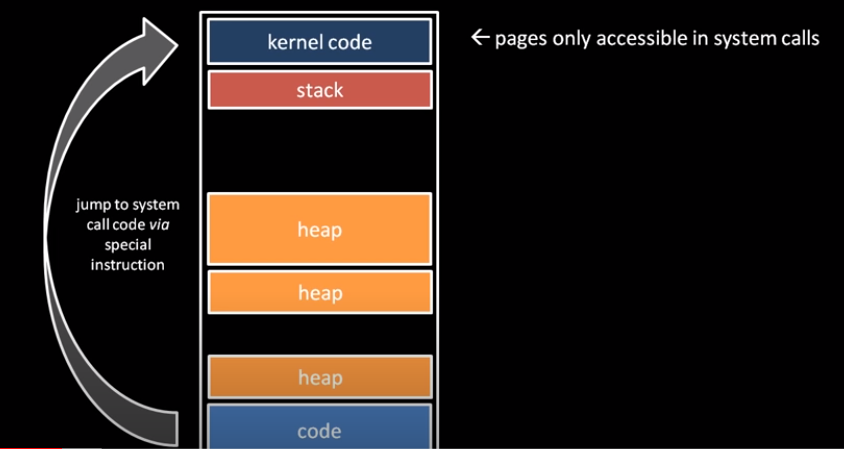 kernel code
← pages only accessible in system calls
stack
jump to system
call code via
special
instruction
heap
heap
heap
code